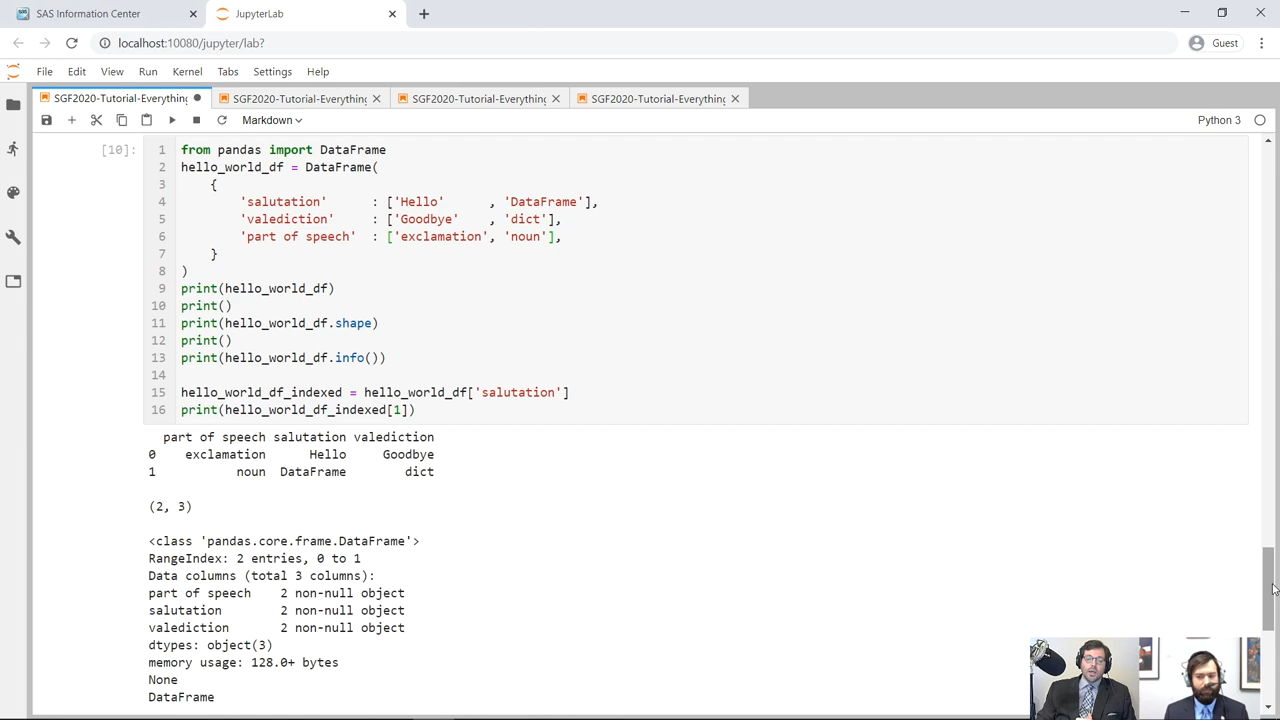 SAS Information Center
JupyterLab
localhost:10080/jupyter/lab?
Guest
File Edit View Run Kernel Tabs Settings Help
SGF2020-Tutorial-Everything
SGF2020-Tutorial-Everything
SGF2020-Tutorial-Everything
SGF2020-Tutorial-Everything
Markdown
Python 3
[10]:
1 from pandas import DataFrame
2 hello_world_df = DataFrame(
3 {
4 'salutation' : ['Hello' , 'DataFrame'],
5 'valediction' : ['Goodbye' , 'dict'],
6 'part of speech' : ['exclamation', 'noun'],
7 }
8 )
9 print(hello_world_df)
10 print()
11 print(hello_world_df.shape)
12 print()
13 print(hello_world_df.info())
14
15 hello_world_df_indexed = hello_world_df['salutation']
16 print(hello_world_df_indexed[1])
part of speech salutation valediction
0 exclamation Hello Goodbye
1 noun DataFrame dict
(2, 3)
<class 'pandas.core.frame.DataFrame'>
RangeIndex: 2 entries, 0 to 1
Data columns (total 3 columns):
part of speech 2 non-null object
salutation 2 non-null object
valediction 2 non-null object
dtypes: object(3)
memory usage: 128.0+ bytes
None
DataFrame